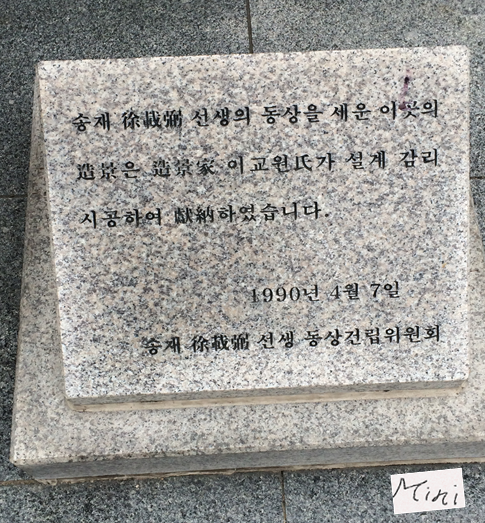 송재 徐載弼 선생의 동상을 세운 이곳의
造景은 造景家 이교원氏가 설계 감리
시공하여 獻納하였습니다.
1990년 4월 7일
송재 徐載弼 선생 동상건립위원회
Mini